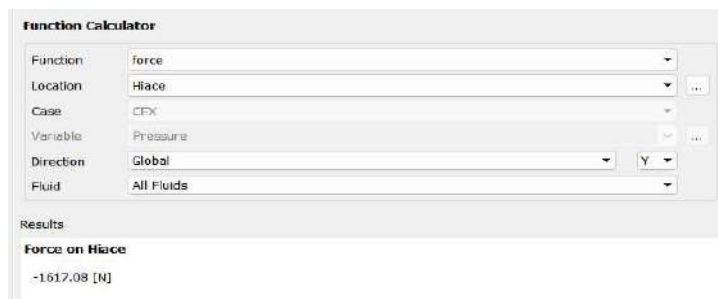 Function Calculator
Function force
Location Hiace ...
Case CFX
Variable Pressure ...
Direction Global Y
Fluid All Fluids
Results
Force on Hiace
-1617.08 [N]